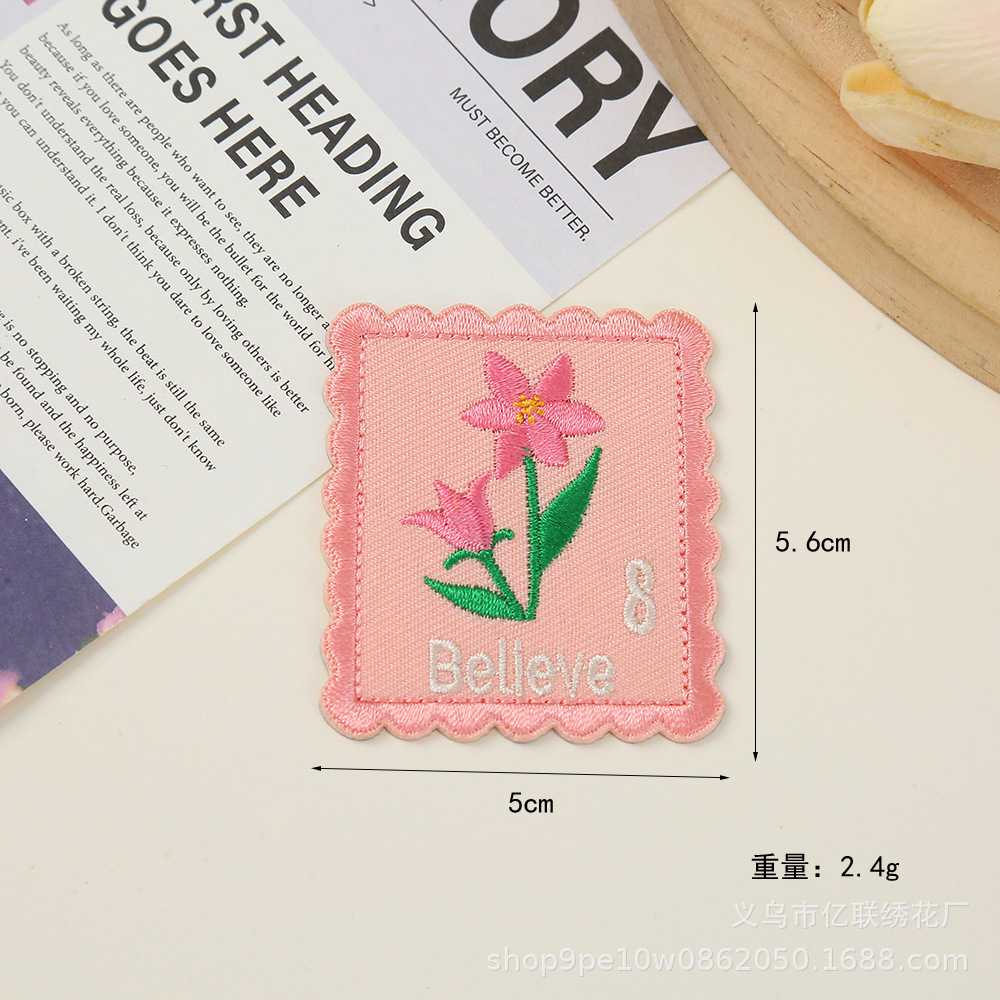 RST HEADING
GOES HERE
As long as there are people who want to see, they are no longer a
because if you love someone, you will be the bullet for the world for h
beauty reveals everything because it expresses nothing.
You don't understand the real loss, because only by loving others is better
you can understand it. I don't think you dare to love someone like
sic box with a broken string, the beat is still the same
ent. i've been waiting my whole life, just don't know
e is no stopping and no purpose,
be found and the happiness left at
born, please work hard.Garbage
ORY
MUST BECOME BETTER.
8
Believe
5.6cm
5cm
重量：2.4g
义乌市亿联绣花厂
shop9pe10w0862050.1688.com